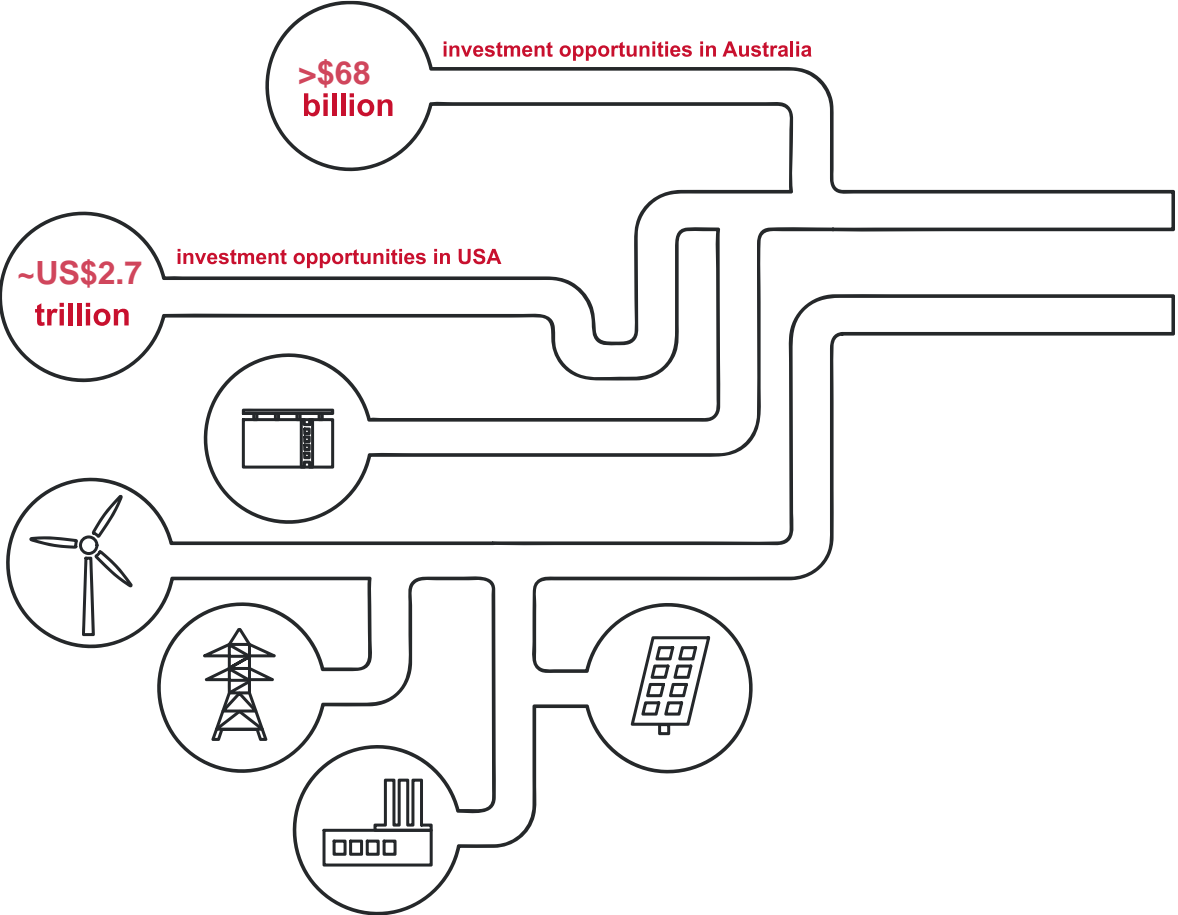 investment opportunities in Australia
>$68
billion
investment opportunities in USA
~US$2.7
trillion